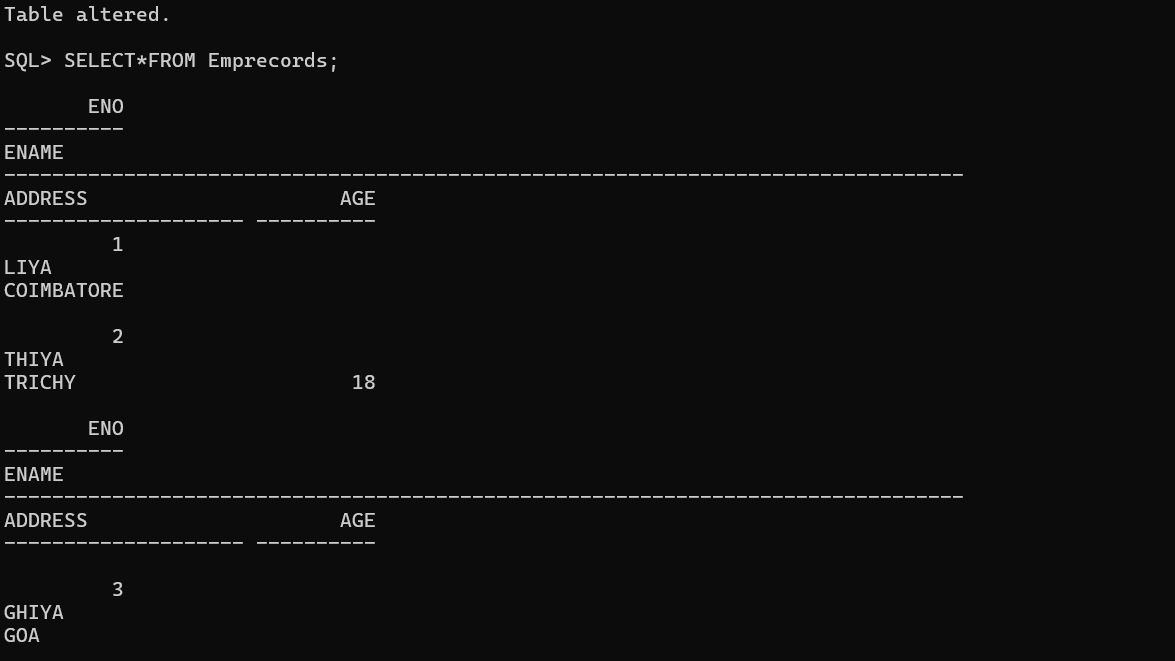 Table altered.
SQL> SELECT*FROM Emprecords;
       ENO
----------
ENAME
--------------------------------------------------------------------------------
ADDRESS                     AGE
-------------------- ----------
         1
LIYA
COIMBATORE
         2
THIYA
TRICHY                       18
       ENO
----------
ENAME
--------------------------------------------------------------------------------
ADDRESS                     AGE
-------------------- ----------
         3
GHIYA
GOA